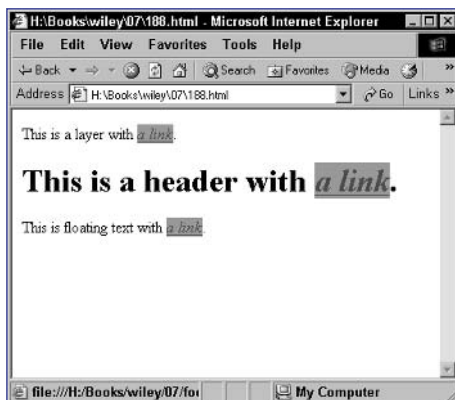 H:\Books\wiley\07\188.html - Microsoft Internet Explorer
File Edit View Favorites Tools Help
Back Search Favorites Media »
Address H:\Books\wiley\07\188.html Go Links »
This is a layer with a link.
This is a header with a link.
This is floating text with a link.
file:///H:/Books/wiley/07/ My Computer